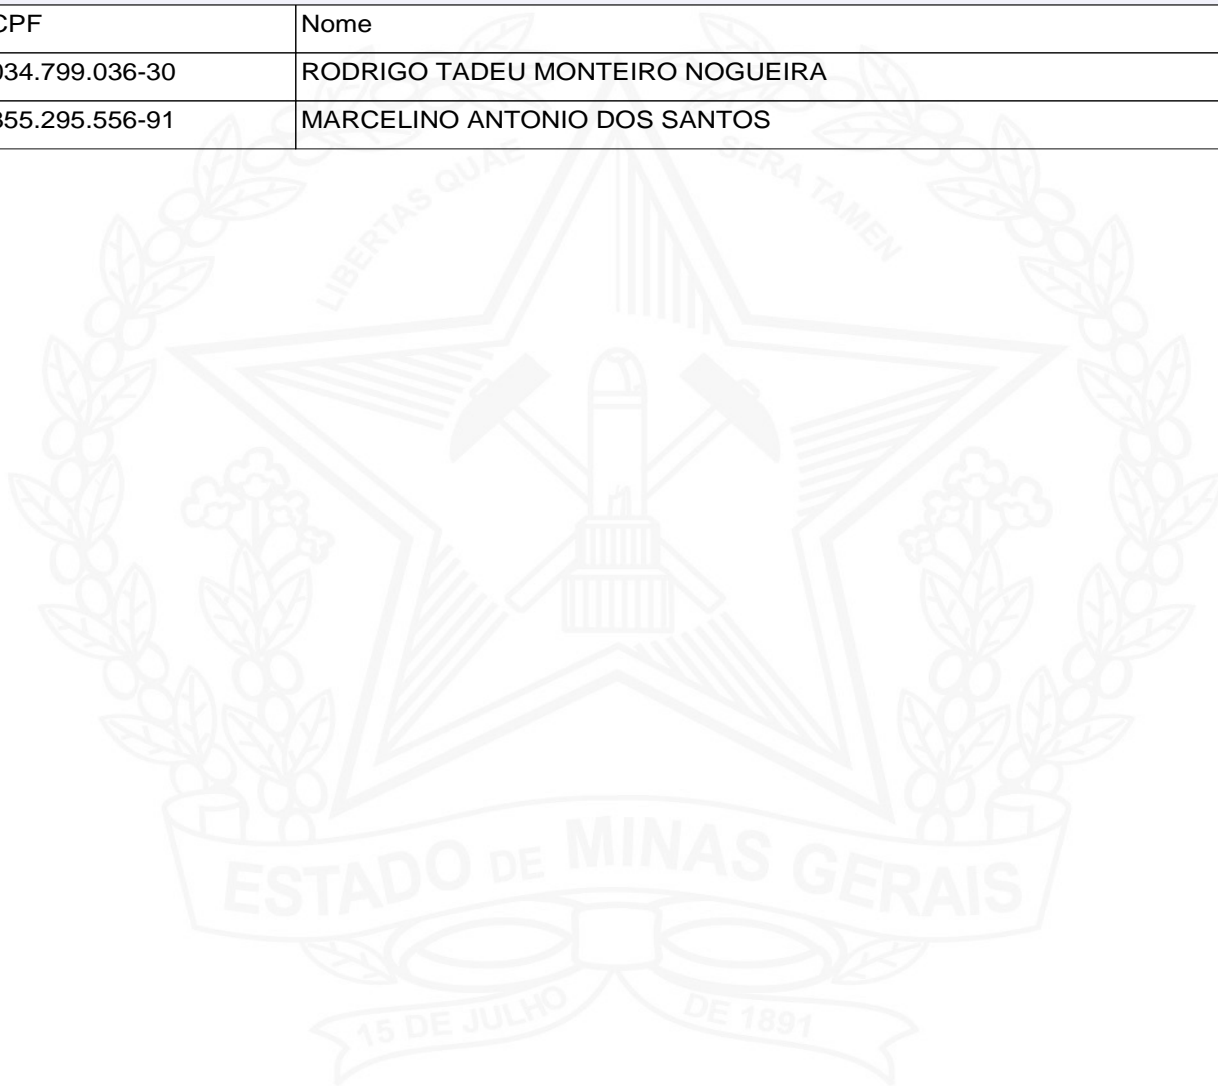 CPF Nome
034.799.036-30 RODRIGO TADEU MONTEIRO NOGUEIRA
855.295.556-91 MARCELINO ANTONIO DOS SANTOS
LIBERTAS QUAE SERA TAMEN
ESTADO DE MINAS GERAIS
15 DE JULHO DE 1891